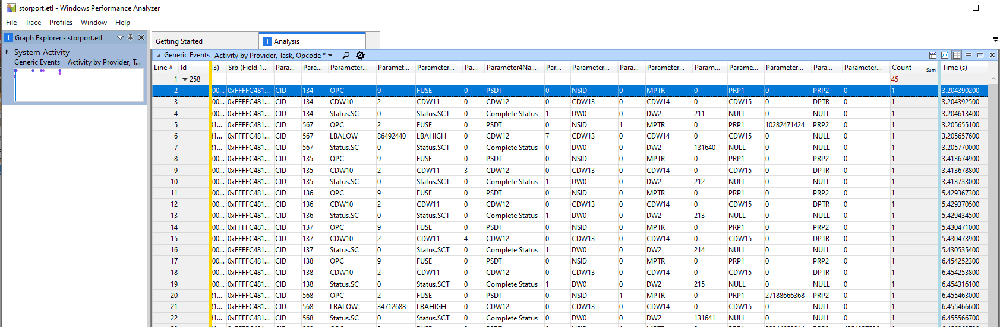 storport.etl - Windows Performance Analyzer
File Trace Profiles Window Help
1 Graph Explorer - storport.etl
System Activity
Generic Events Activity by Provider, T...
Getting Started
1 Analysis
Generic Events Activity by Provider, Task, Opcode *
Line # Id 3) Srb (Field 1... Para... Para... Parameter... Paramet... Parameter... Pa... Parameter4Na... Par... Parameter... Para... Parameter... Param... Parame... Parameter... Para... Parameter... Count Sum Time (s)
1 258 45
2 00... 0xFFFFC481... CID 134 OPC 9 FUSE 0 PSDT 0 NSID 0 MPTR 0 PRP1 0 PRP2 0 1 3.204390200
3 00... 0xFFFFC481... CID 134 CDW10 2 CDW11 0 CDW12 0 CDW13 0 CDW14 0 CDW15 0 DPTR 0 1 3.204392500
4 00... 0xFFFFC481... CID 134 Status.SC 0 Status.SCT 0 Complete Status 1 DW0 0 DW2 211 NULL 0 NULL 0 1 3.204613400
5 31... 0xFFFFC481... CID 567 OPC 2 FUSE 0 PSDT 0 NSID 1 MPTR 0 PRP1 10282471424 PRP2 0 1 3.205655100
6 31... 0xFFFFC481... CID 567 LBALOW 86492440 LBAHIGH 0 CDW12 7 CDW13 0 CDW14 0 CDW15 0 NULL 0 1 3.205657600
7 31... 0xFFFFC481... CID 567 Status.SC 0 Status.SCT 0 Complete Status 0 DW0 0 DW2 131640 NULL 0 NULL 0 1 3.205770000
8 00... 0xFFFFC481... CID 135 OPC 9 FUSE 0 PSDT 0 NSID 0 MPTR 0 PRP1 0 PRP2 0 1 3.413674900
9 00... 0xFFFFC481... CID 135 CDW10 2 CDW11 3 CDW12 0 CDW13 0 CDW14 0 CDW15 0 DPTR 0 1 3.413678800
10 00... 0xFFFFC481... CID 135 Status.SC 0 Status.SCT 0 Complete Status 1 DW0 0 DW2 212 NULL 0 NULL 0 1 3.413733000
11 00... 0xFFFFC481... CID 136 OPC 9 FUSE 0 PSDT 0 NSID 0 MPTR 0 PRP1 0 PRP2 0 1 5.429367300
12 00... 0xFFFFC481... CID 136 CDW10 2 CDW11 0 CDW12 0 CDW13 0 CDW14 0 CDW15 0 DPTR 0 1 5.429370500
13 00... 0xFFFFC481... CID 136 Status.SC 0 Status.SCT 0 Complete Status 1 DW0 0 DW2 213 NULL 0 NULL 0 1 5.429434500
14 00... 0xFFFFC481... CID 137 OPC 9 FUSE 0 PSDT 0 NSID 0 MPTR 0 PRP1 0 PRP2 0 1 5.430471000
15 00... 0xFFFFC481... CID 137 CDW10 2 CDW11 4 CDW12 0 CDW13 0 CDW14 0 CDW15 0 DPTR 0 1 5.430473900
16 00... 0xFFFFC481... CID 137 Status.SC 0 Status.SCT 0 Complete Status 1 DW0 0 DW2 214 NULL 0 NULL 0 1 5.430535400
17 00... 0xFFFFC481... CID 138 OPC 9 FUSE 0 PSDT 0 NSID 0 MPTR 0 PRP1 0 PRP2 0 1 6.454252300
18 00... 0xFFFFC481... CID 138 CDW10 2 CDW11 0 CDW12 0 CDW13 0 CDW14 0 CDW15 0 DPTR 0 1 6.454253800
19 00... 0xFFFFC481... CID 138 Status.SC 0 Status.SCT 0 Complete Status 1 DW0 0 DW2 215 NULL 0 NULL 0 1 6.454316100
20 31... 0xFFFFC481... CID 568 OPC 2 FUSE 0 PSDT 0 NSID 1 MPTR 0 PRP1 27188666368 PRP2 0 1 6.455463000
21 31... 0xFFFFC481... CID 568 LBALOW 34712688 LBAHIGH 0 CDW12 0 CDW13 0 CDW14 0 CDW15 0 NULL 0 1 6.455466600
22 31... 0xFFFFC481... CID 568 Status.SC 0 Status.SCT 0 Complete Status 0 DW0 0 DW2 131641 NULL 0 NULL 0 1 6.455566700